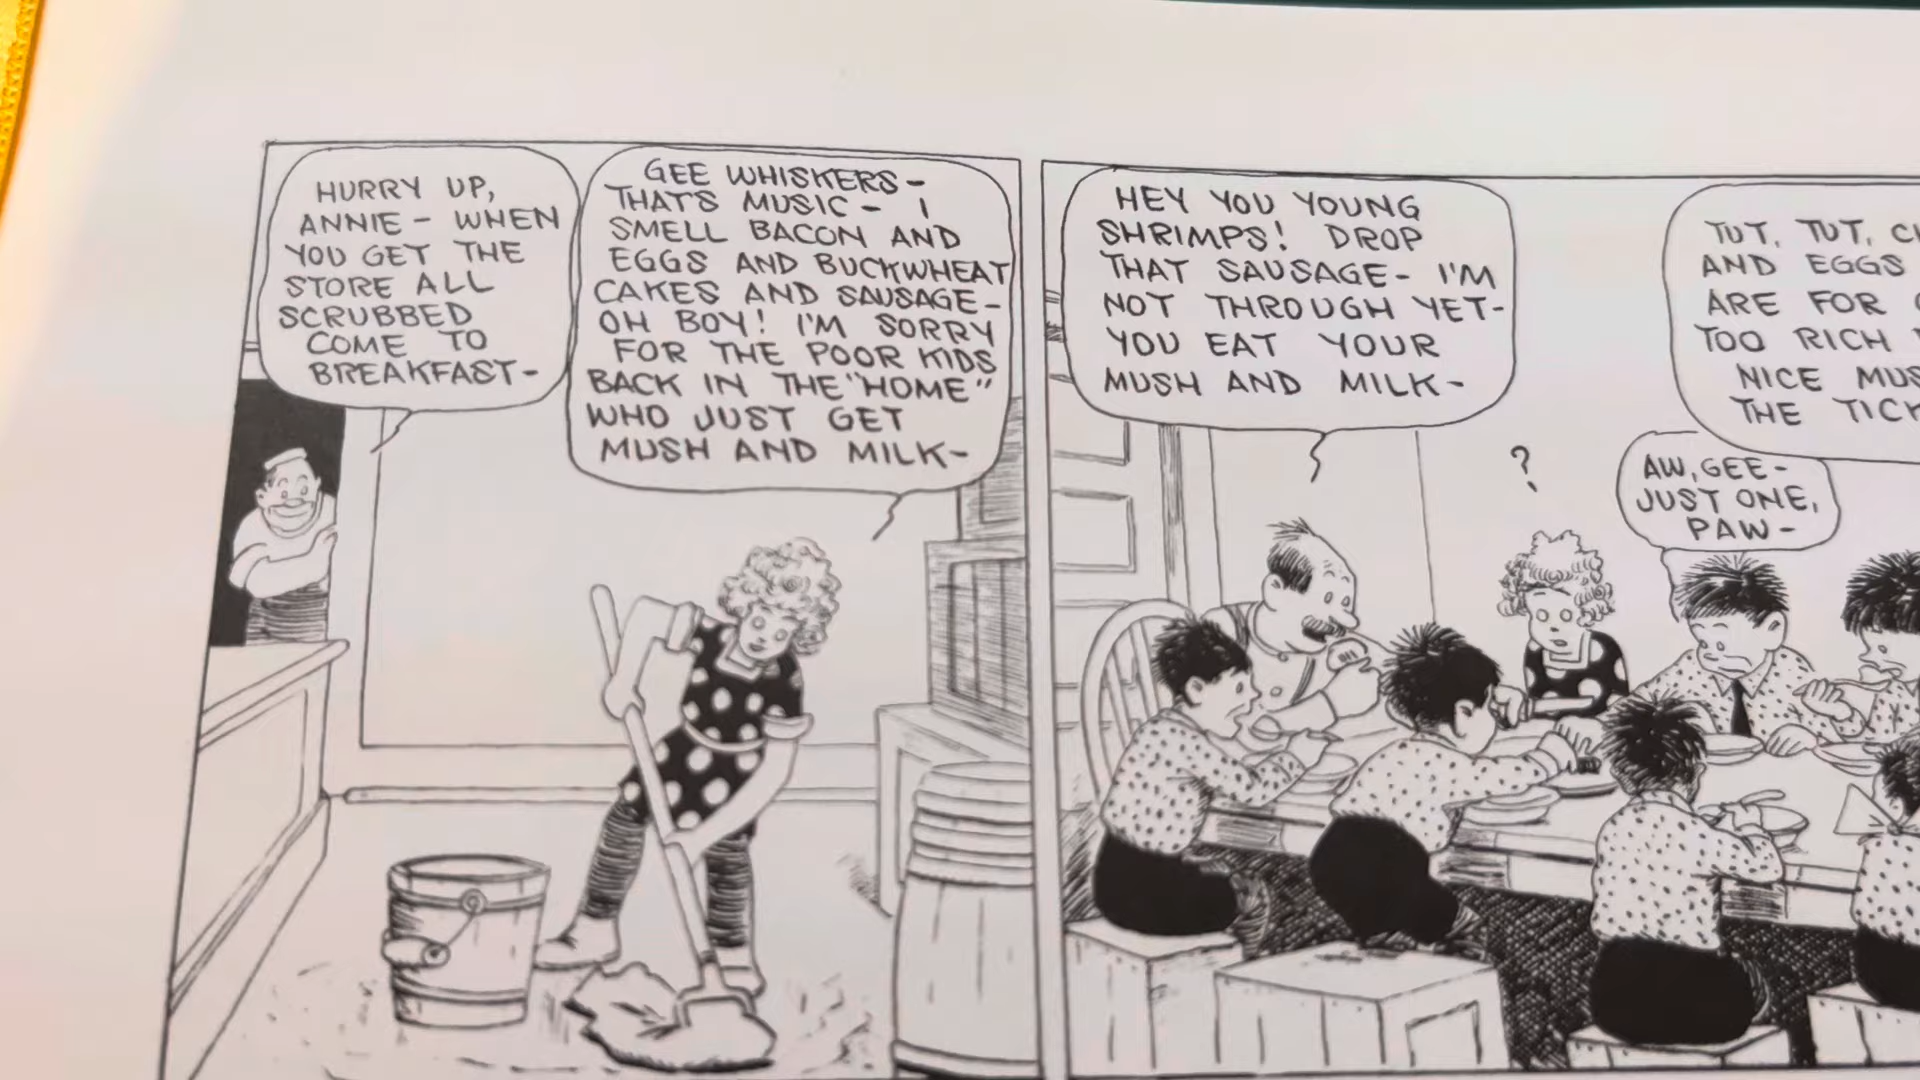 HURRY UP,
ANNIE - WHEN
YOU GET THE
STORE ALL
SCRUBBED
COME TO
BREAKFAST-
GEE WHISKERS-
THAT'S MUSIC - I
SMELL BACON AND
EGGS AND BUCKWHEAT
CAKES AND SAUSAGE-
OH BOY! I'M SORRY
FOR THE POOR KIDS
BACK IN THE "HOME"
WHO JUST GET
MUSH AND MILK-
HEY YOU YOUNG
SHRIMPS! DROP
THAT SAUSAGE- I'M
NOT THROUGH YET-
YOU EAT YOUR
MUSH AND MILK-
?
TUT, TUT,
AND EGGS
ARE FOR
TOO RICH
NICE
THE
AW, GEE-
JUST ONE,
PAW-